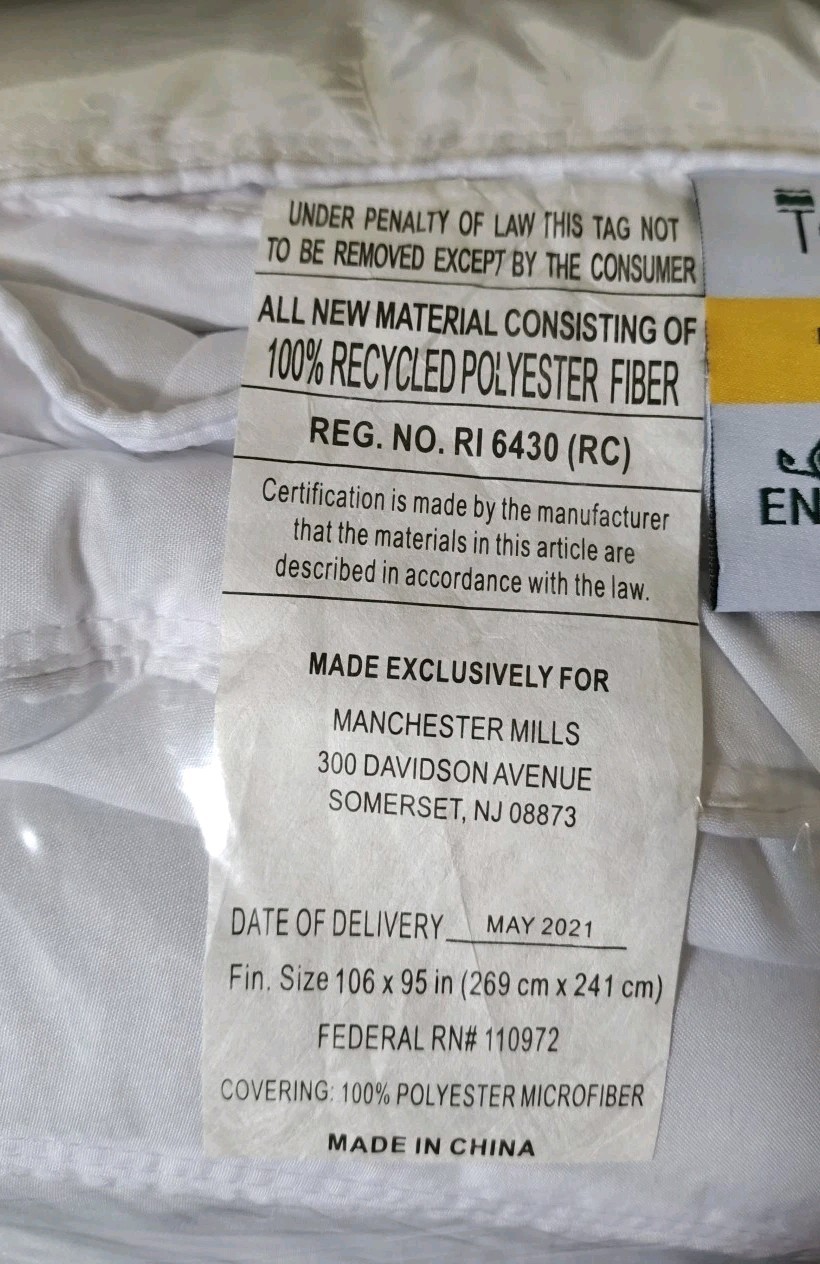 UNDER PENALTY OF LAW THIS TAG NOT
TO BE REMOVED EXCEPT BY THE CONSUMER
ALL NEW MATERIAL CONSISTING OF
100% RECYCLED POLYESTER FIBER
REG. NO. RI 6430 (RC)
Certification is made by the manufacturer
that the materials in this article are
described in accordance with the law.
MADE EXCLUSIVELY FOR
MANCHESTER MILLS
300 DAVIDSON AVENUE
SOMERSET, NJ 08873
DATE OF DELIVERY MAY 2021
Fin. Size 106 x 95 in (269 cm x 241 cm)
FEDERAL RN# 110972
COVERING: 100% POLYESTER MICROFIBER
MADE IN CHINA
EN